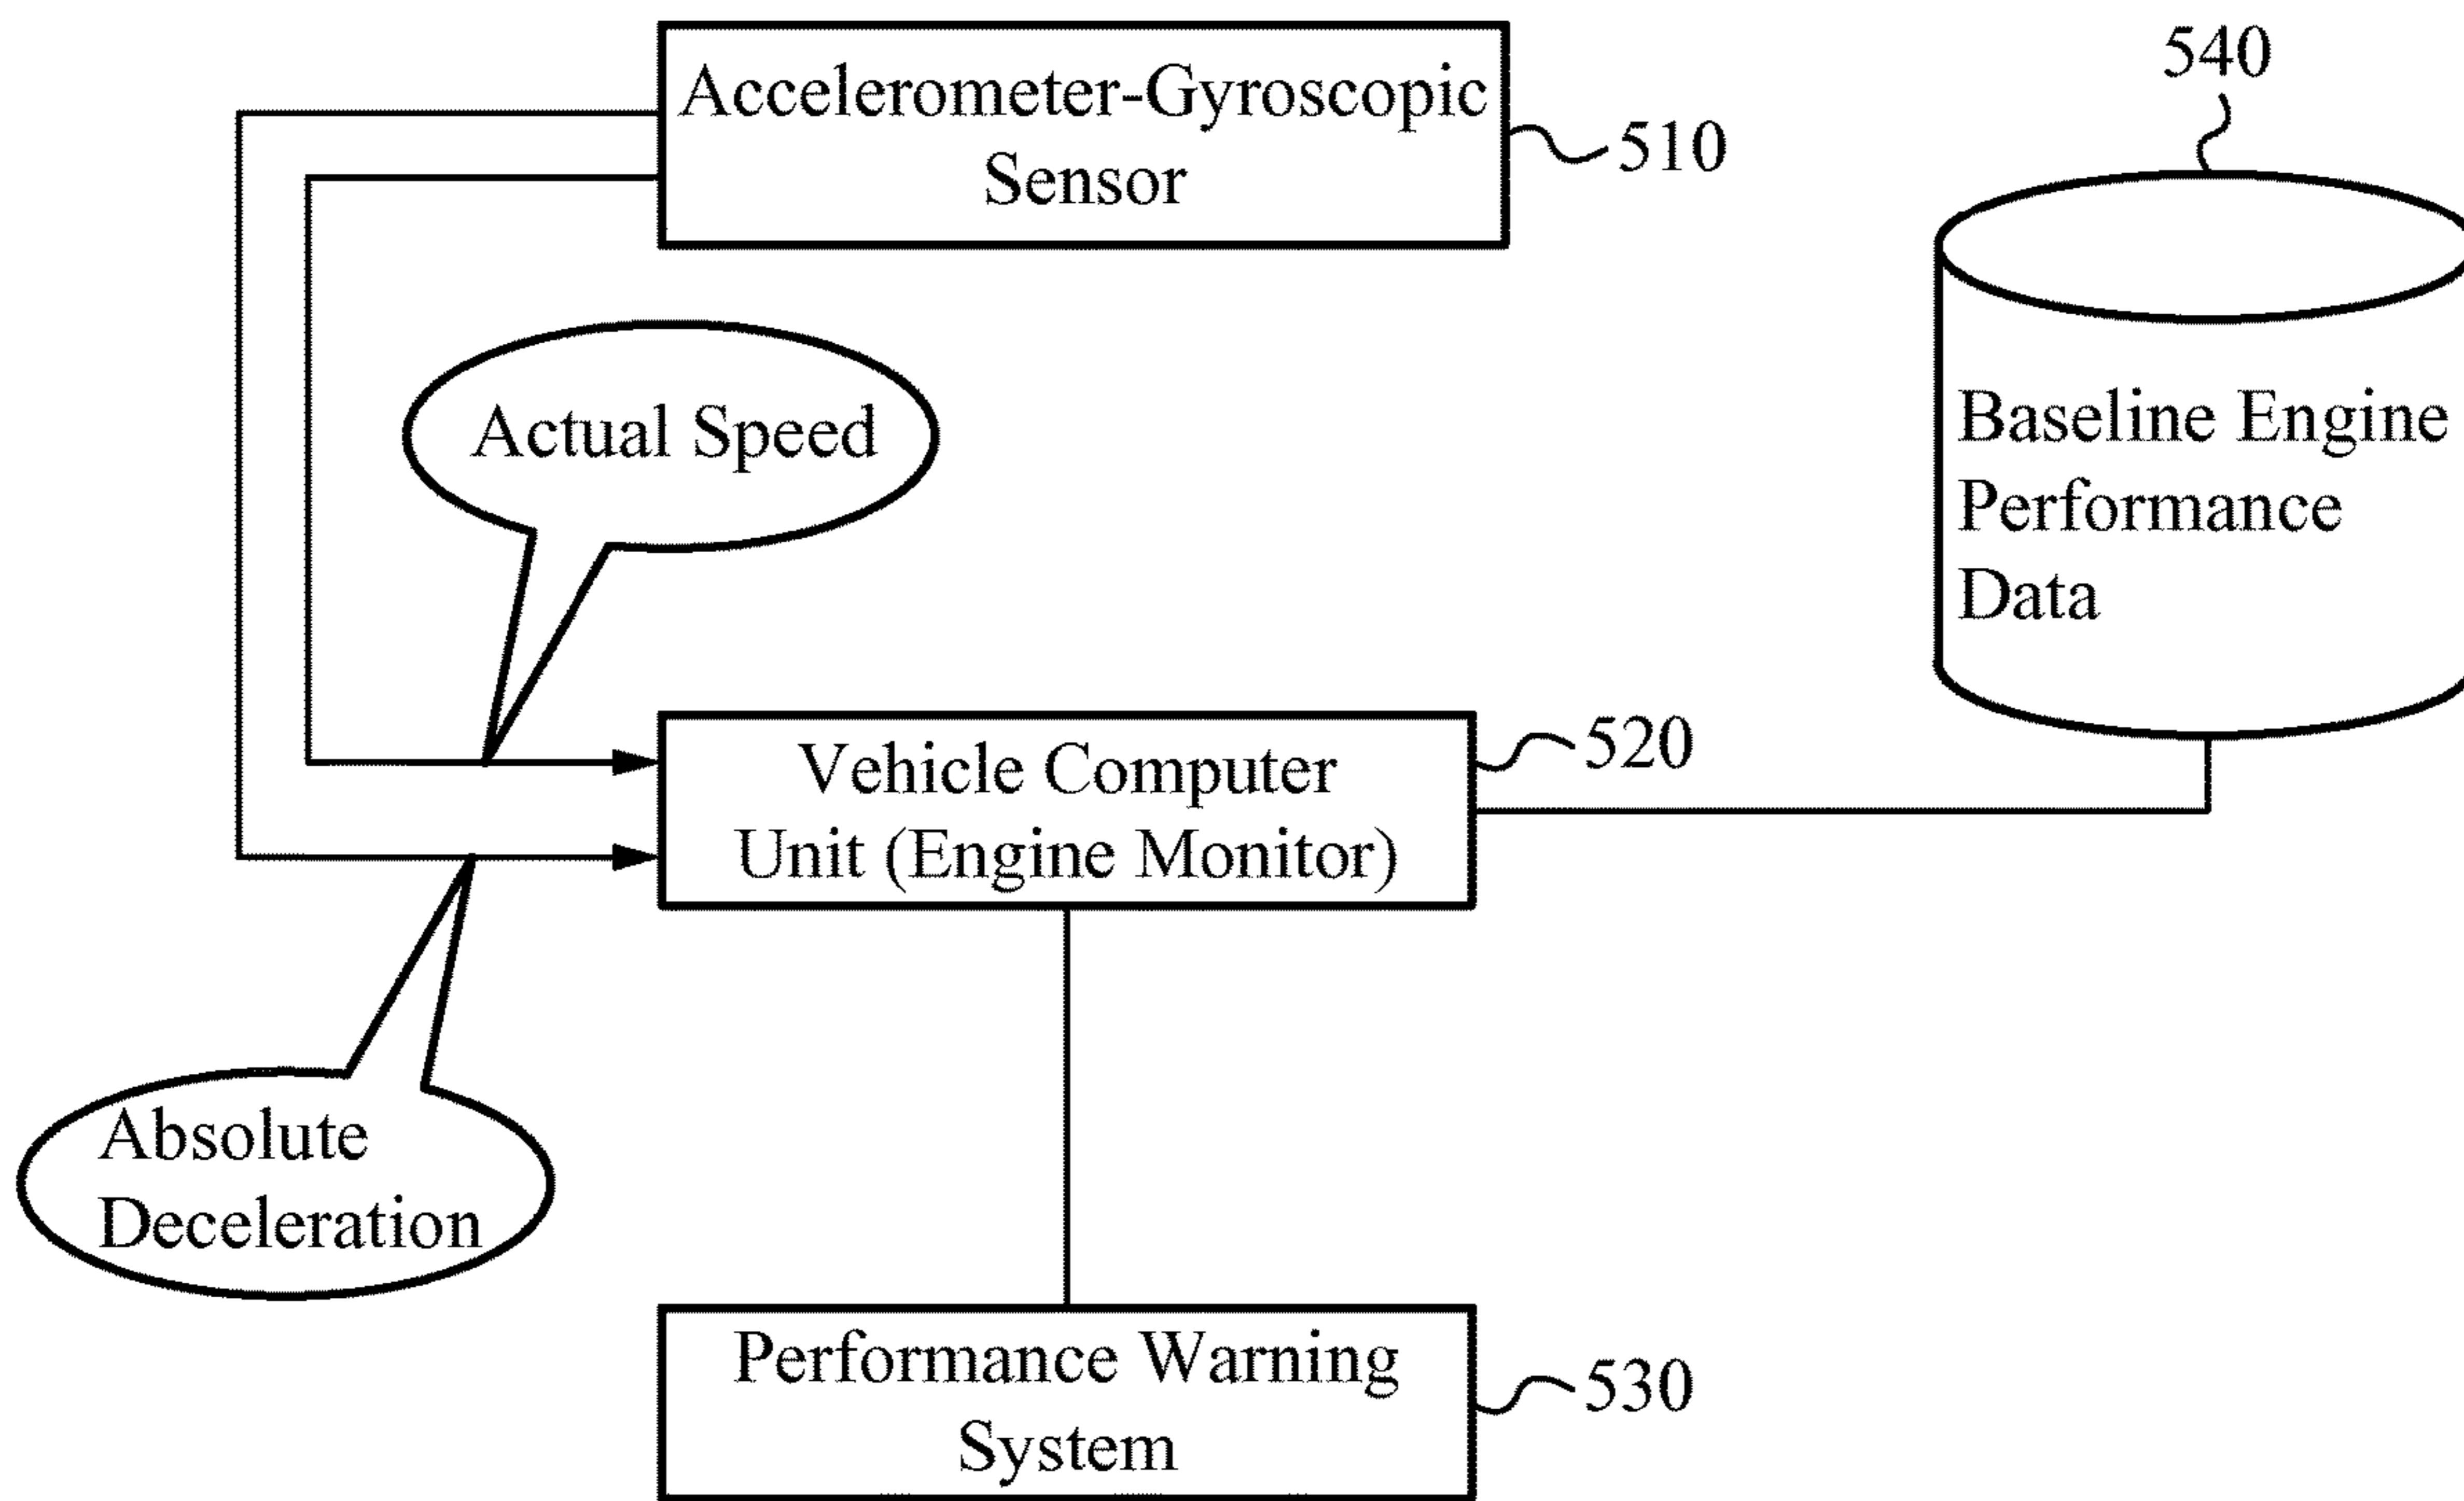 Accelerometer-Gyroscopic
Sensor
510
540
Actual Speed
Baseline Engine
Performance
Data
Vehicle Computer
Unit (Engine Monitor)
520
Absolute
Deceleration
Performance Warning
System
530